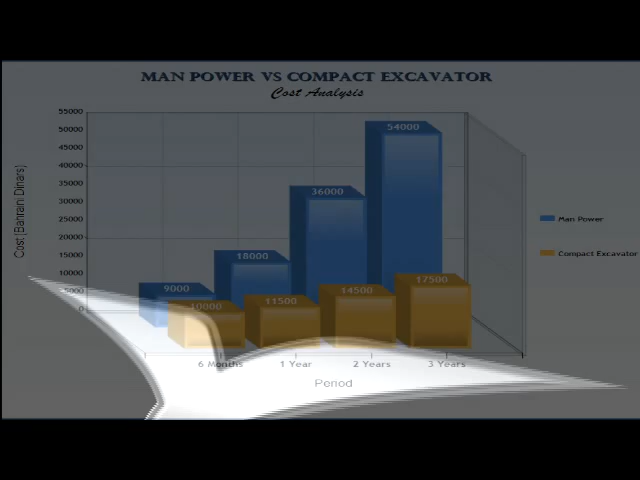 MAN POWER VS COMPACT EXCAVATOR
Cost Analysis
55000
50000
45000
40000
35000
30000
25000
20000
15000
10000
5000
0
Cost (Bahraini Dinars)
54000
36000
18000
9000
17500
14500
11500
10000
Man Power
Compact Excavator
6 Months
1 Year
2 Years
3 Years
Period